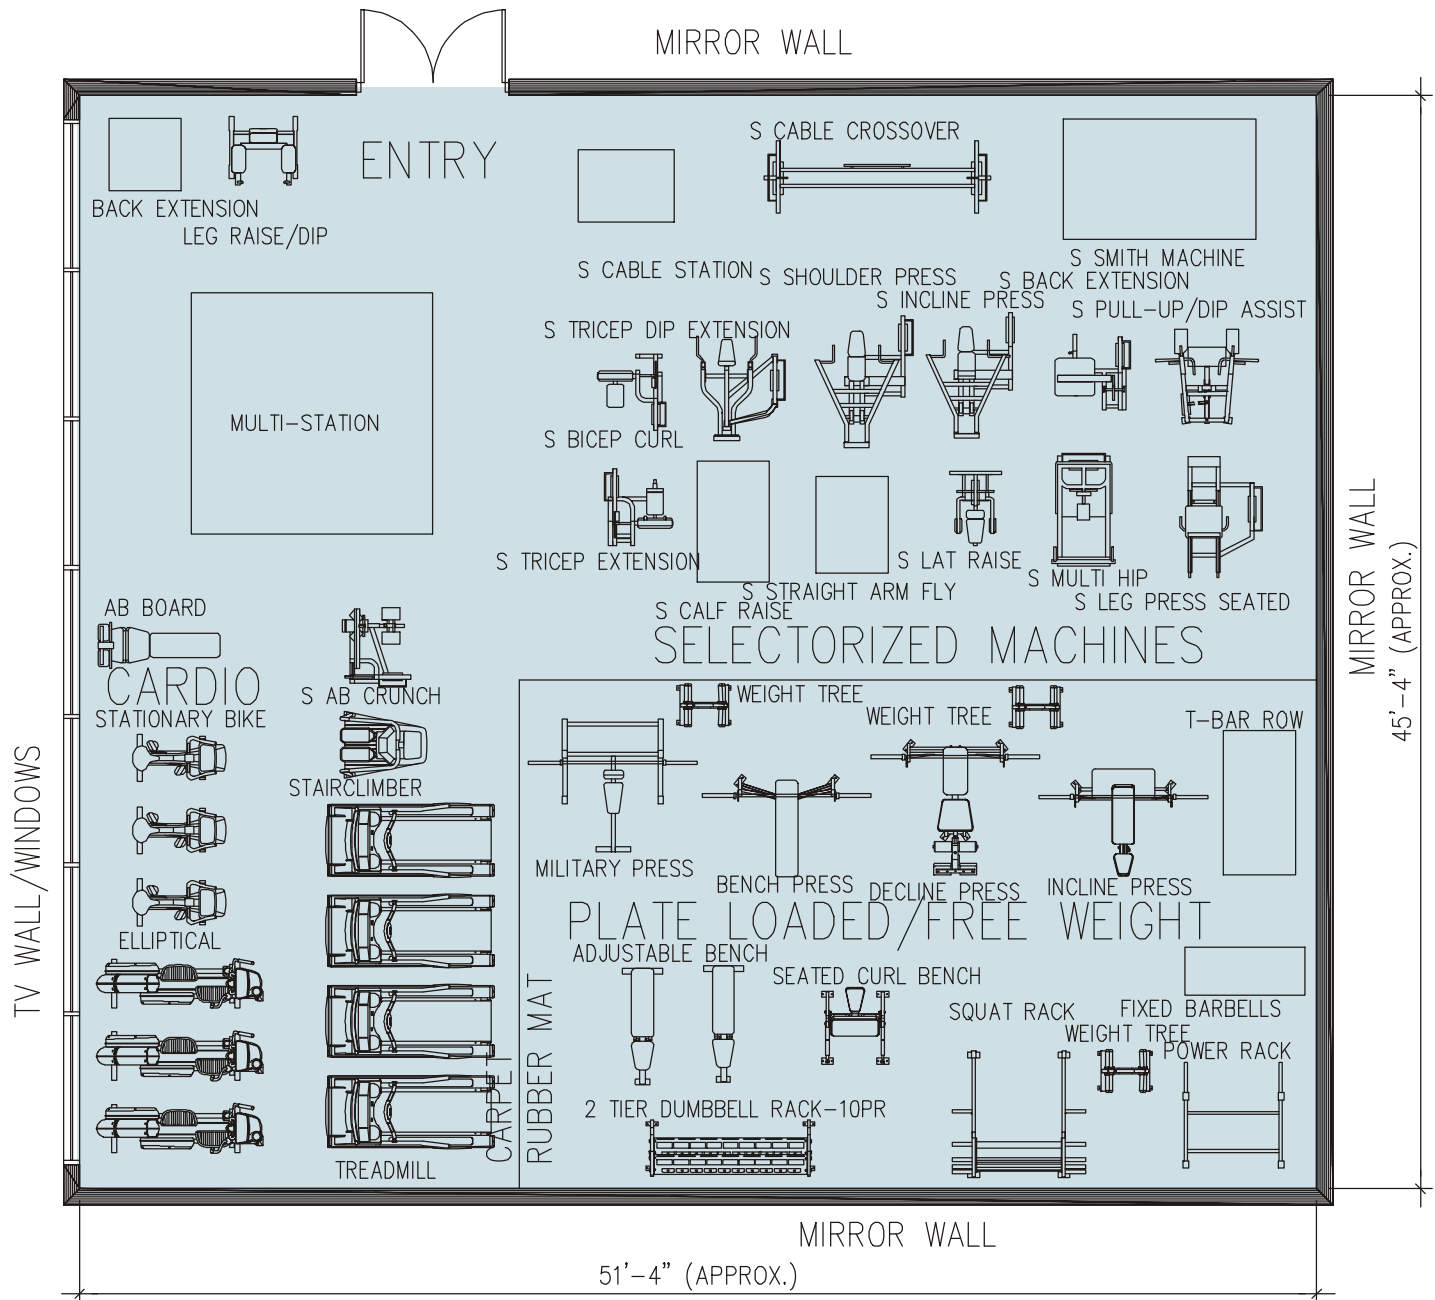 MIRROR WALL
S CABLE CROSSOVER
ENTRY
BACK EXTENSION
LEG RAISE/DIP
S SMITH MACHINE
S CABLE STATION
S SHOULDER PRESS
S BACK EXTENSION
S INCLINE PRESS
S PULL-UP/DIP ASSIST
S TRICEP DIP EXTENSION
MULTI-STATION
S BICEP CURL
S TRICEP EXTENSION
S LAT RAISE
S MULTI HIP
S STRAIGHT ARM FLY
S LEG PRESS SEATED
S CALF RAISE
SELECTORIZED MACHINES
MIRROR WALL
45'-4" (APPROX.)
AB BOARD
CARDIO
S AB CRUNCH
STATIONARY BIKE
WEIGHT TREE
WEIGHT TREE
T-BAR ROW
STAIRCLIMBER
TV WALL/WINDOWS
MILITARY PRESS
BENCH PRESS
DECLINE PRESS
INCLINE PRESS
PLATE LOADED/FREE WEIGHT
ELLIPTICAL
ADJUSTABLE BENCH
SEATED CURL BENCH
SQUAT RACK
FIXED BARBELLS
WEIGHT TREE
POWER RACK
CARPET
RUBBER MAT
2 TIER DUMBBELL RACK-10PR
TREADMILL
MIRROR WALL
51'-4" (APPROX.)